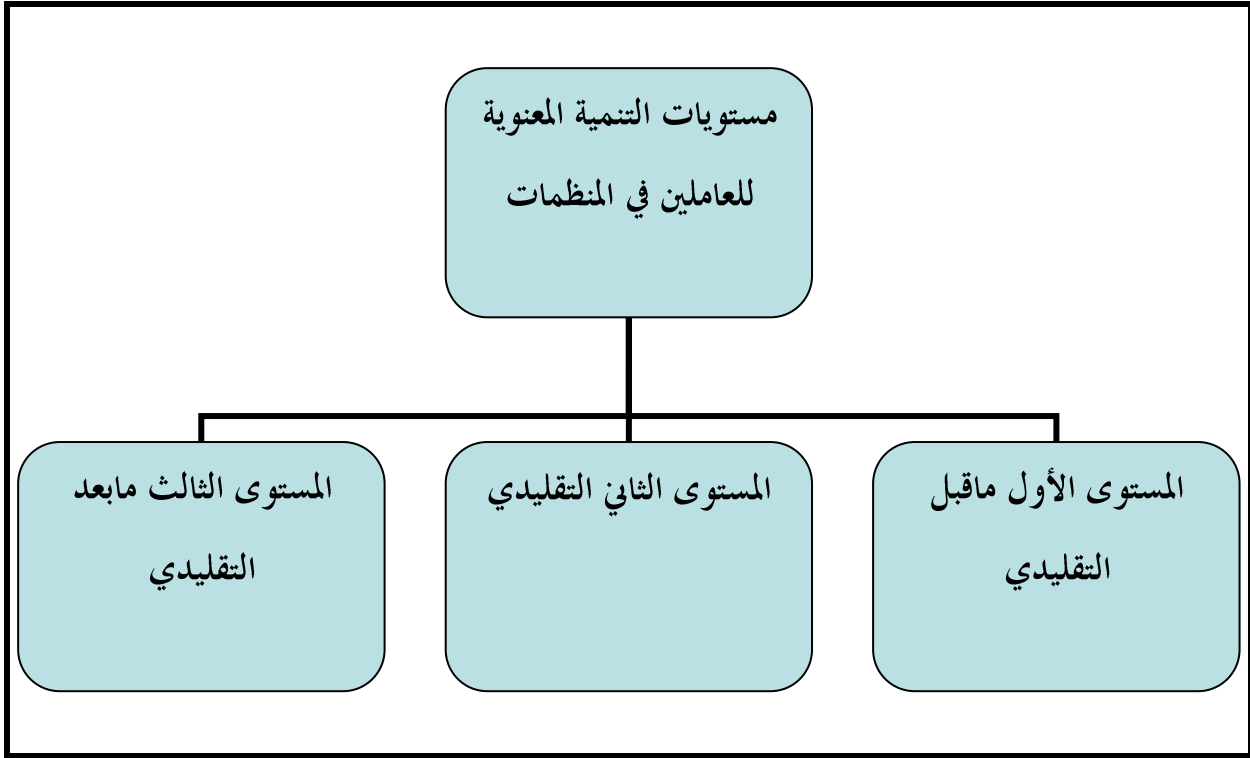 مستويات التنمية المعنوية
للعاملين في المنظمات
المستوى الأول ماقبل
التقليدي
المستوى الثاني التقليدي
المستوى الثالث مابعد
التقليدي